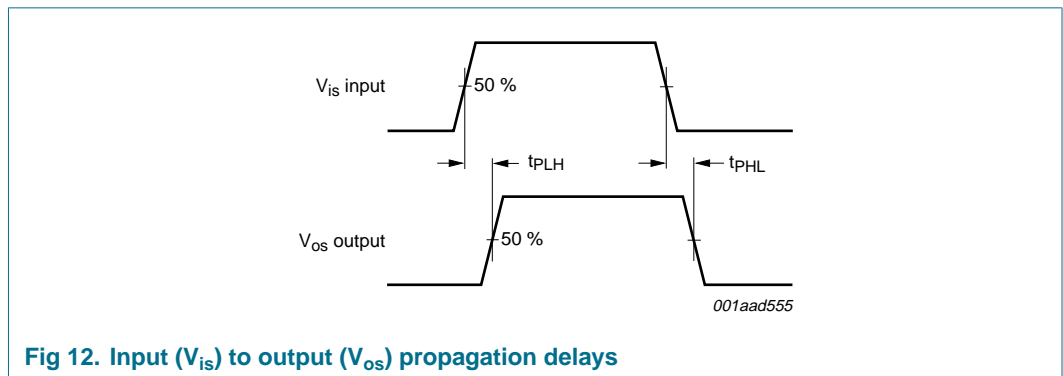 V_is input
50 %
t_PLH
t_PHL
V_os output
50 %
001aad555
Fig 12. Input (V_is) to output (V_os) propagation delays